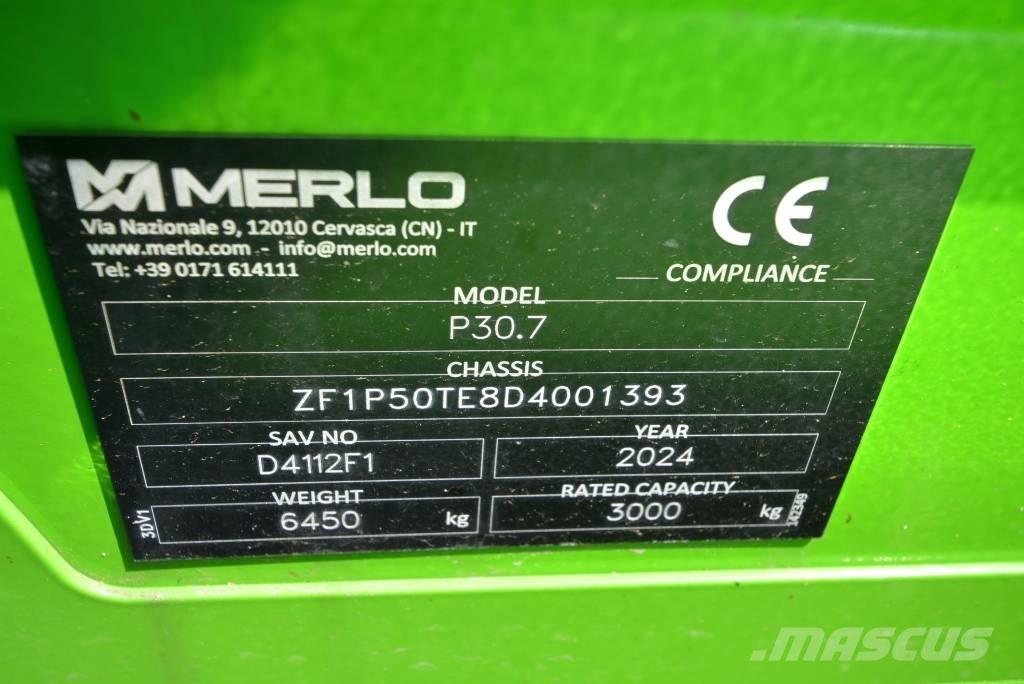 MERLO
Via Nazionale 9, 12010 Cervasca (CN) - IT
www.merlo.com - info@merlo.com
Tel: +39 0171 614111
CE
COMPLIANCE
MODEL
P30.7
CHASSIS
ZF1P50TE8D4001393
SAV NO
D4112F1
YEAR
2024
WEIGHT
6450 kg
RATED CAPACITY
3000 kg
3DV1
142349
MASCUS